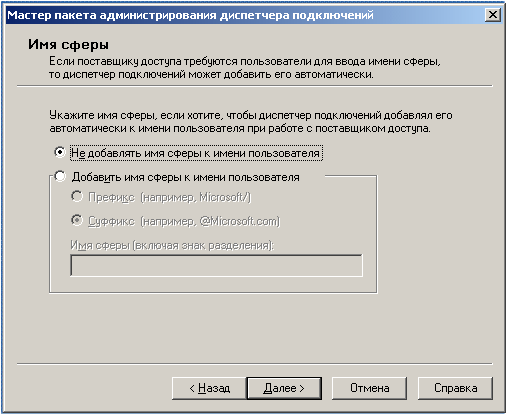 Мастер пакета администрирования диспетчера подключений
Имя сферы
Если поставщику доступа требуются пользователи для ввода имени сферы,
то диспетчер подключений может добавить его автоматически.
Укажите имя сферы, если хотите, чтобы диспетчер подключений добавлял его
автоматически к имени пользователя при работе с поставщиком доступа.
Не добавлять имя сферы к имени пользователя
Добавить имя сферы к имени пользователя
Префикс (например, Microsoft/)
Суффикс (например, @Microsoft.com)
Имя сферы (включая знак разделения):
< Назад Далее > Отмена Справка